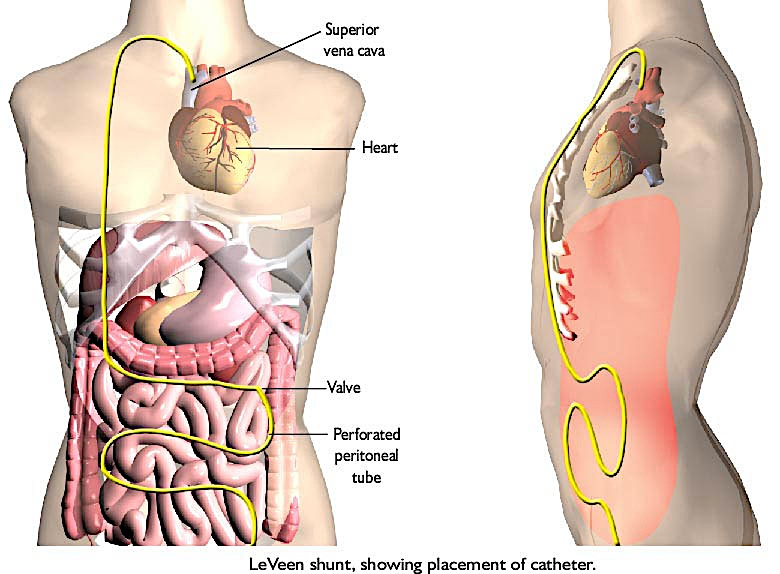 Superior
vena cava
Heart
Valve
Perforated
peritoneal
tube
LeVeen shunt, showing placement of catheter.